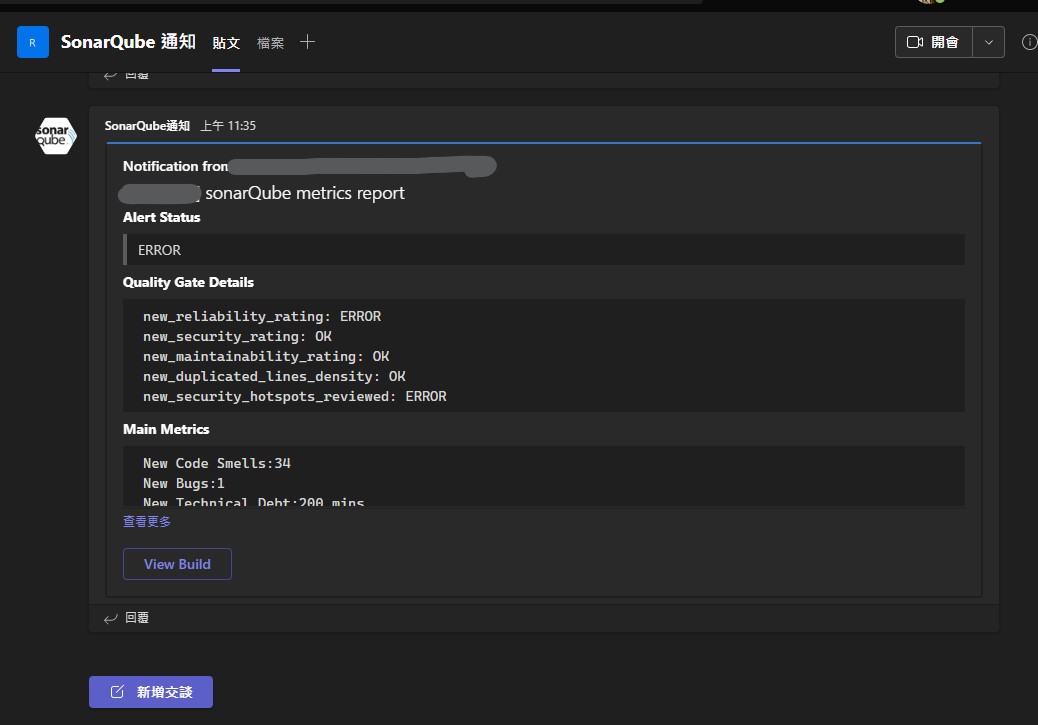 R SonarQube 通知 貼文 檔案 開會
回覆
sonar qube
SonarQube通知 上午 11:35
Notification from
sonarQube metrics report
Alert Status
ERROR
Quality Gate Details
new_reliability_rating: ERROR
new_security_rating: OK
new_maintainability_rating: OK
new_duplicated_lines_density: OK
new_security_hotspots_reviewed: ERROR
Main Metrics
New Code Smells:34
New Bugs:1
New Technical Debt:200 mins
查看更多
View Build
回覆
新增交談